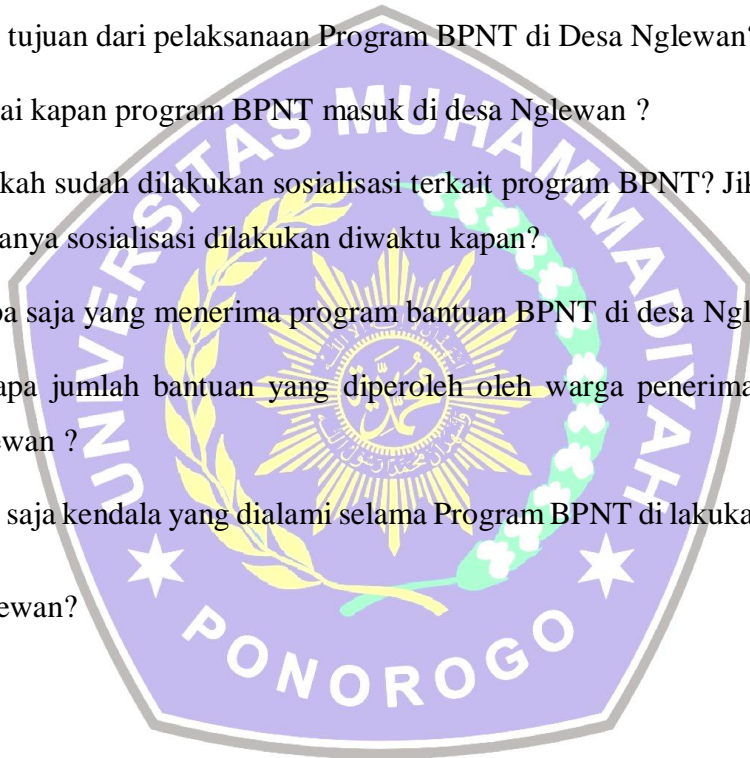 tujuan dari pelaksanaan Program BPNT di Desa Nglewan?
ai kapan program BPNT masuk di desa Nglewan ?
kah sudah dilakukan sosialisasi terkait program BPNT? Jik
anya sosialisasi dilakukan diwaktu kapan?
a saja yang menerima program bantuan BPNT di desa Ngl
apa jumlah bantuan yang diperoleh oleh warga penerima
ewan ?
saja kendala yang dialami selama Program BPNT di lakuka
ewan?
UNIVERSITAS MUHAMMADIYAH
PONOROGO